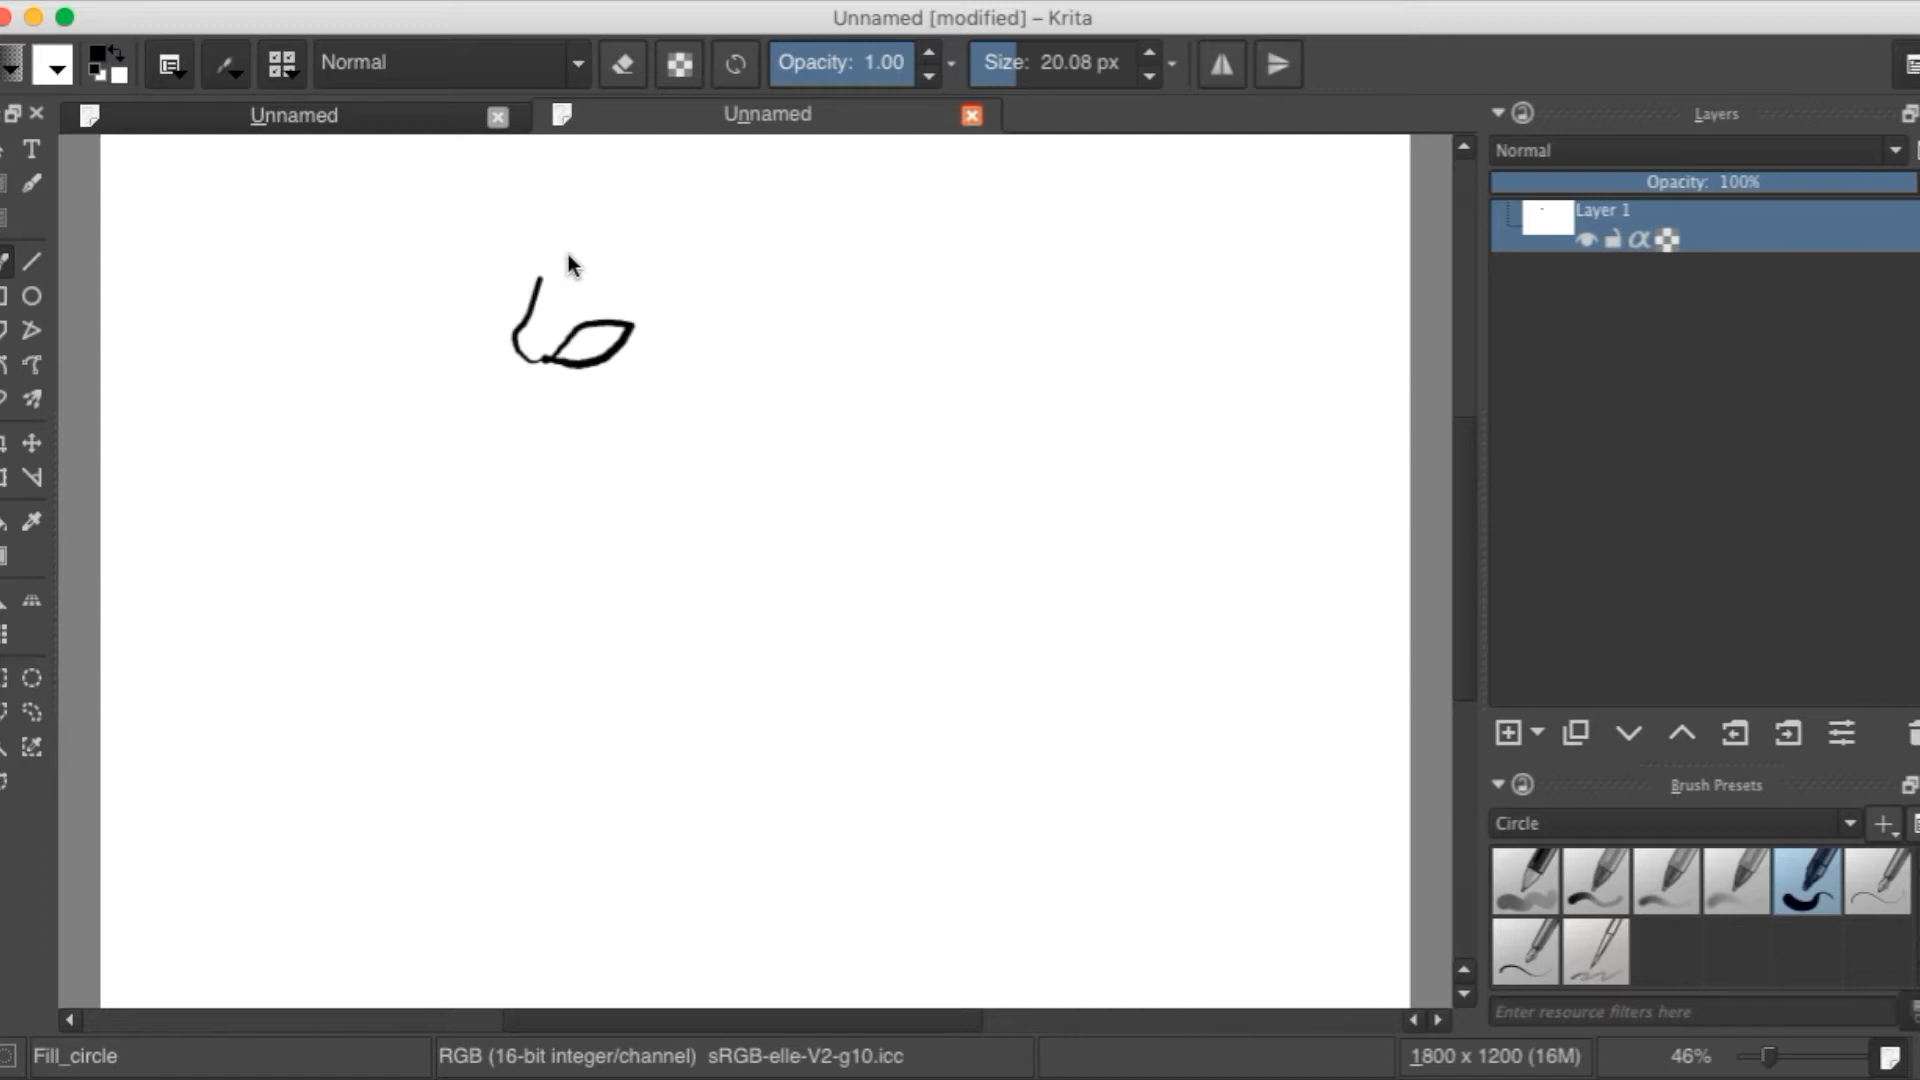 Unnamed [modified] – Krita
Normal
Opacity: 1.00
Size: 20.08 px
Unnamed
Unnamed
Layers
Normal
Opacity: 100%
Layer 1
Brush Presets
Circle
Enter resource filters here
Fill_circle
RGB (16-bit integer/channel) sRGB-elle-V2-g10.icc
1800 x 1200 (16M)
46%